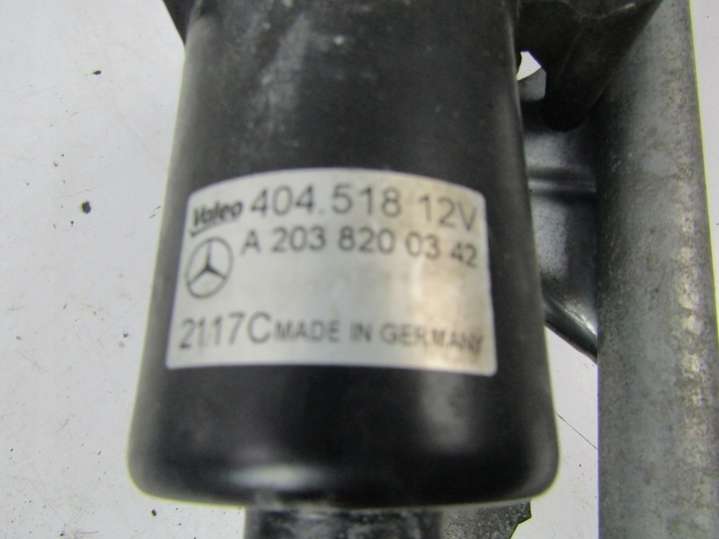 Valeo 404.518 12V
A 203 820 03 42
2117C MADE IN GERMANY